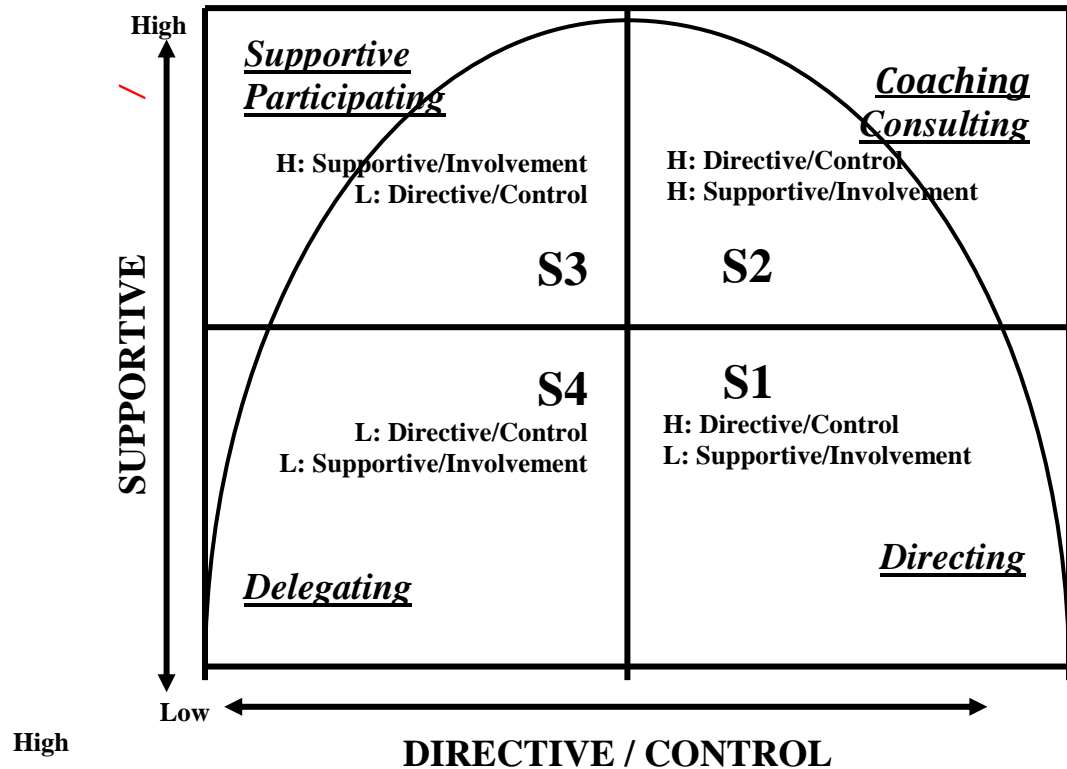 High
Supportive
Participating
Coaching
Consulting
H: Supportive/Involvement
L: Directive/Control
H: Directive/Control
H: Supportive/Involvement
S3
S2
SUPPORTIVE
/
S4
S1
L: Directive/Control
L: Supportive/Involvement
H: Directive/Control
L: Supportive/Involvement
Delegating
Directing
Low
High
DIRECTIVE / CONTROL